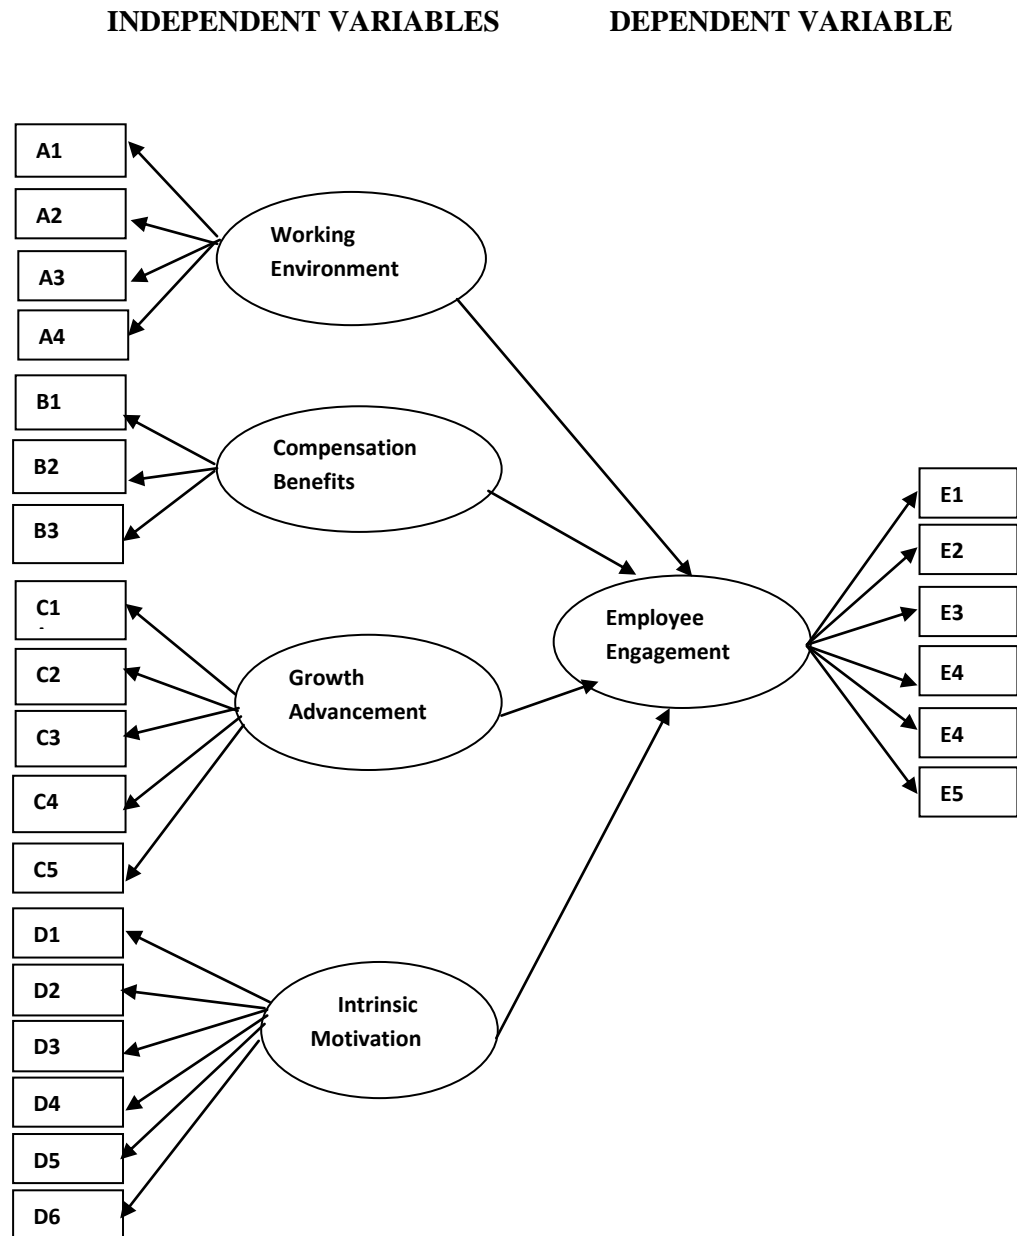 INDEPENDENT VARIABLES
DEPENDENT VARIABLE
A1
A2
A3
A4
Working
Environment
B1
B2
B3
Compensation
Benefits
C1
C2
C3
C4
C5
Growth
Advancement
D1
D2
D3
D4
D5
D6
Intrinsic
Motivation
Employee
Engagement
E1
E2
E3
E4
E4
E5